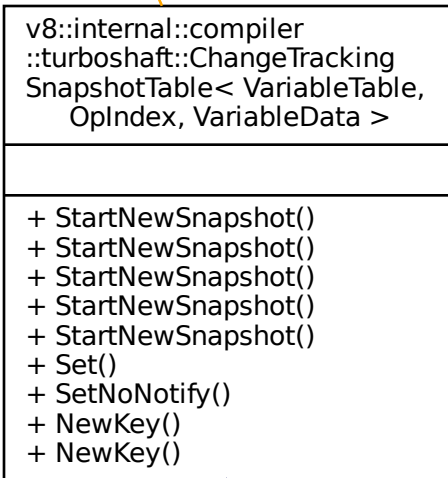 v8::internal::compiler
::turboshaft::ChangeTracking
SnapshotTable< VariableTable,
OpIndex, VariableData >
+ StartNewSnapshot()
+ StartNewSnapshot()
+ StartNewSnapshot()
+ StartNewSnapshot()
+ StartNewSnapshot()
+ Set()
+ SetNoNotify()
+ NewKey()
+ NewKey()